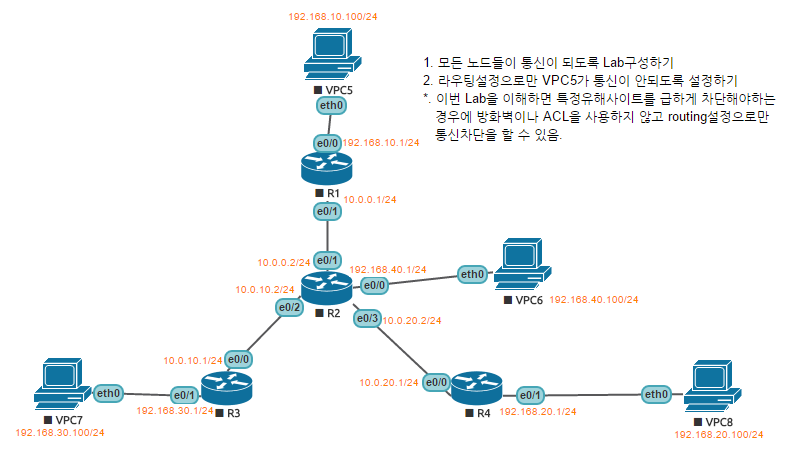 192.168.10.100/24
VPC5
eth0
1. 모든 노드들이 통신이 되도록 Lab구성하기
2. 라우팅설정으로만 VPC5가 통신이 안되도록 설정하기
*. 이번 Lab을 이해하면 특정유해사이트를 급하게 차단해야하는
경우에 방화벽이나 ACL을 사용하지 않고 routing설정으로만
통신차단을 할 수 있음.
e0/0
192.168.10.1/24
R1
10.0.0.1/24
e0/1
e0/1
10.0.0.2/24
192.168.40.1/24
10.0.10.2/24
e0/0
eth0
R2
e0/2
e0/3
10.0.20.2/24
VPC6
192.168.40.100/24
10.0.10.1/24
e0/0
eth0
e0/1
VPC7
192.168.30.1/24
R3
192.168.30.100/24
10.0.20.1/24
e0/0
e0/1
eth0
R4
192.168.20.1/24
VPC8
192.168.20.100/24